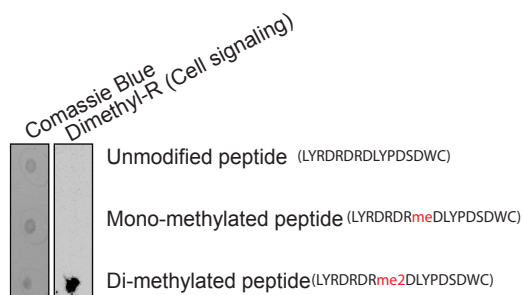 Comassie Blue
Dimethyl-R (Cell signaling)
Unmodified peptide (LYRDRDRDLYPDSDWC)
Mono-methylated peptide (LYRDRDRmeDLYPDSDWC)
Di-methylated peptide(LYRDRDRme2DLYPDSDWC)